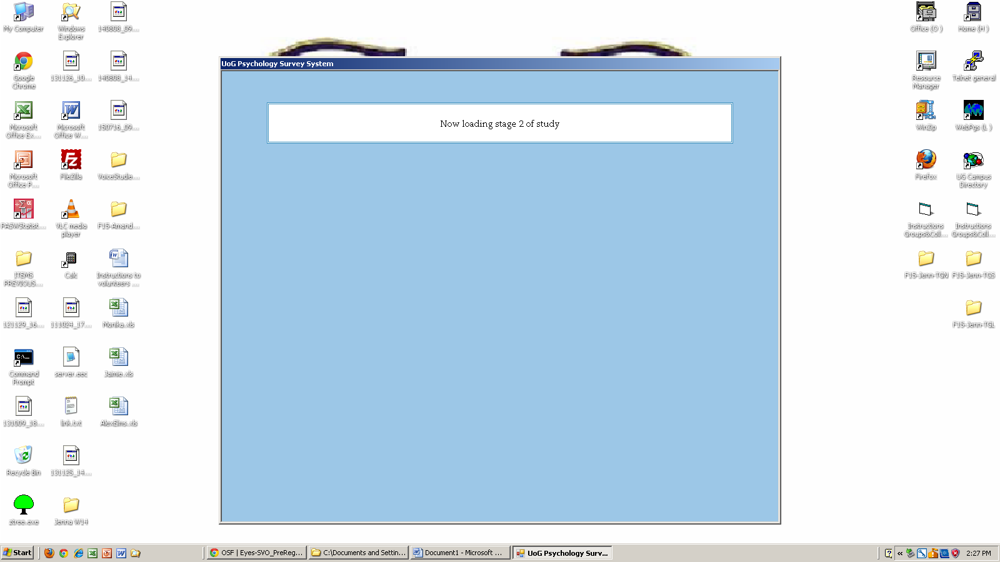 My Computer
Windows
Explorer
140808_09...
Google
Chrome
131126_10...
140808_14...
Microsoft
Office Ex...
Microsoft
Office W...
150716_09...
Microsoft
Office P...
FileZilla
VoiceStudie...
PASWStatist...
VLC media
player
F15-Amand...
ITEMS
PREVIOUS...
Calc
Instructions to
volunteers ...
121129_16...
111024_17...
Monika.xls
C:\...
Command
Prompt
server.eec
Jaimie.xls
131009_13...
link.txt
AlexElms.xls
Recycle Bin
131125_14...
ztree.exe
Jenna W14
UoG Psychology Survey System
Now loading stage 2 of study
Office (O )
Home (H )
Resource
Manager
Telnet general
WinZip
WebPgs (L )
Firefox
UG Campus
Directory
Instructions
Groups&Coll...
Instructions
Groups&Coll...
F15-Jenn-TGN
F15-Jenn-TGS
F15-Jenn-TGL
Start
OSF | Eyes-SVO_PreReg...
C:\Documents and Settin...
Document1 - Microsoft ...
UoG Psychology Surv...
2:27 PM